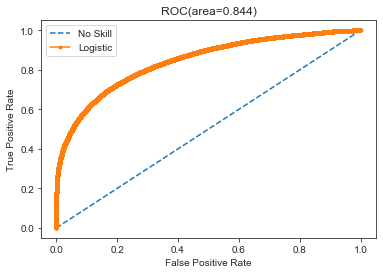 ROC(area=0.844)
No Skill
Logistic
True Positive Rate
1.0
0.8
0.6
0.4
0.2
0.0
0.0 0.2 0.4 0.6 0.8 1.0
False Positive Rate